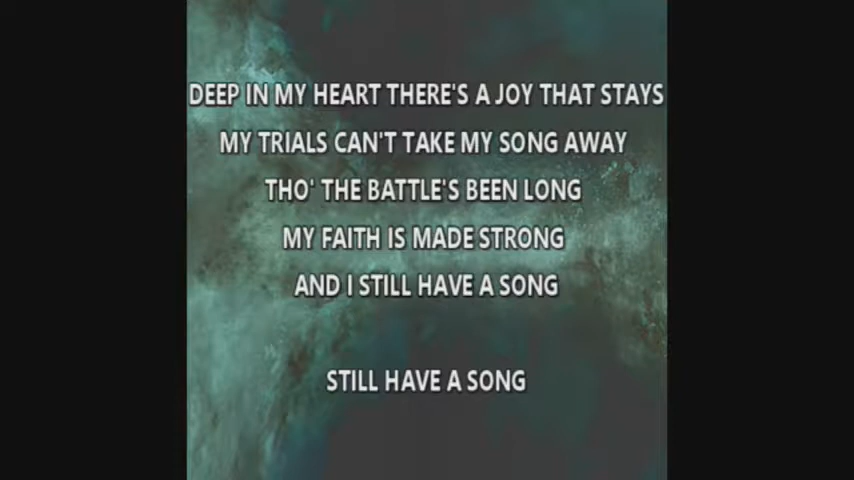 DEEP IN MY HEART THERE'S A JOY THAT STAYS
MY TRIALS CAN'T TAKE MY SONG AWAY
THO' THE BATTLE'S BEEN LONG
MY FAITH IS MADE STRONG
AND I STILL HAVE A SONG
STILL HAVE A SONG